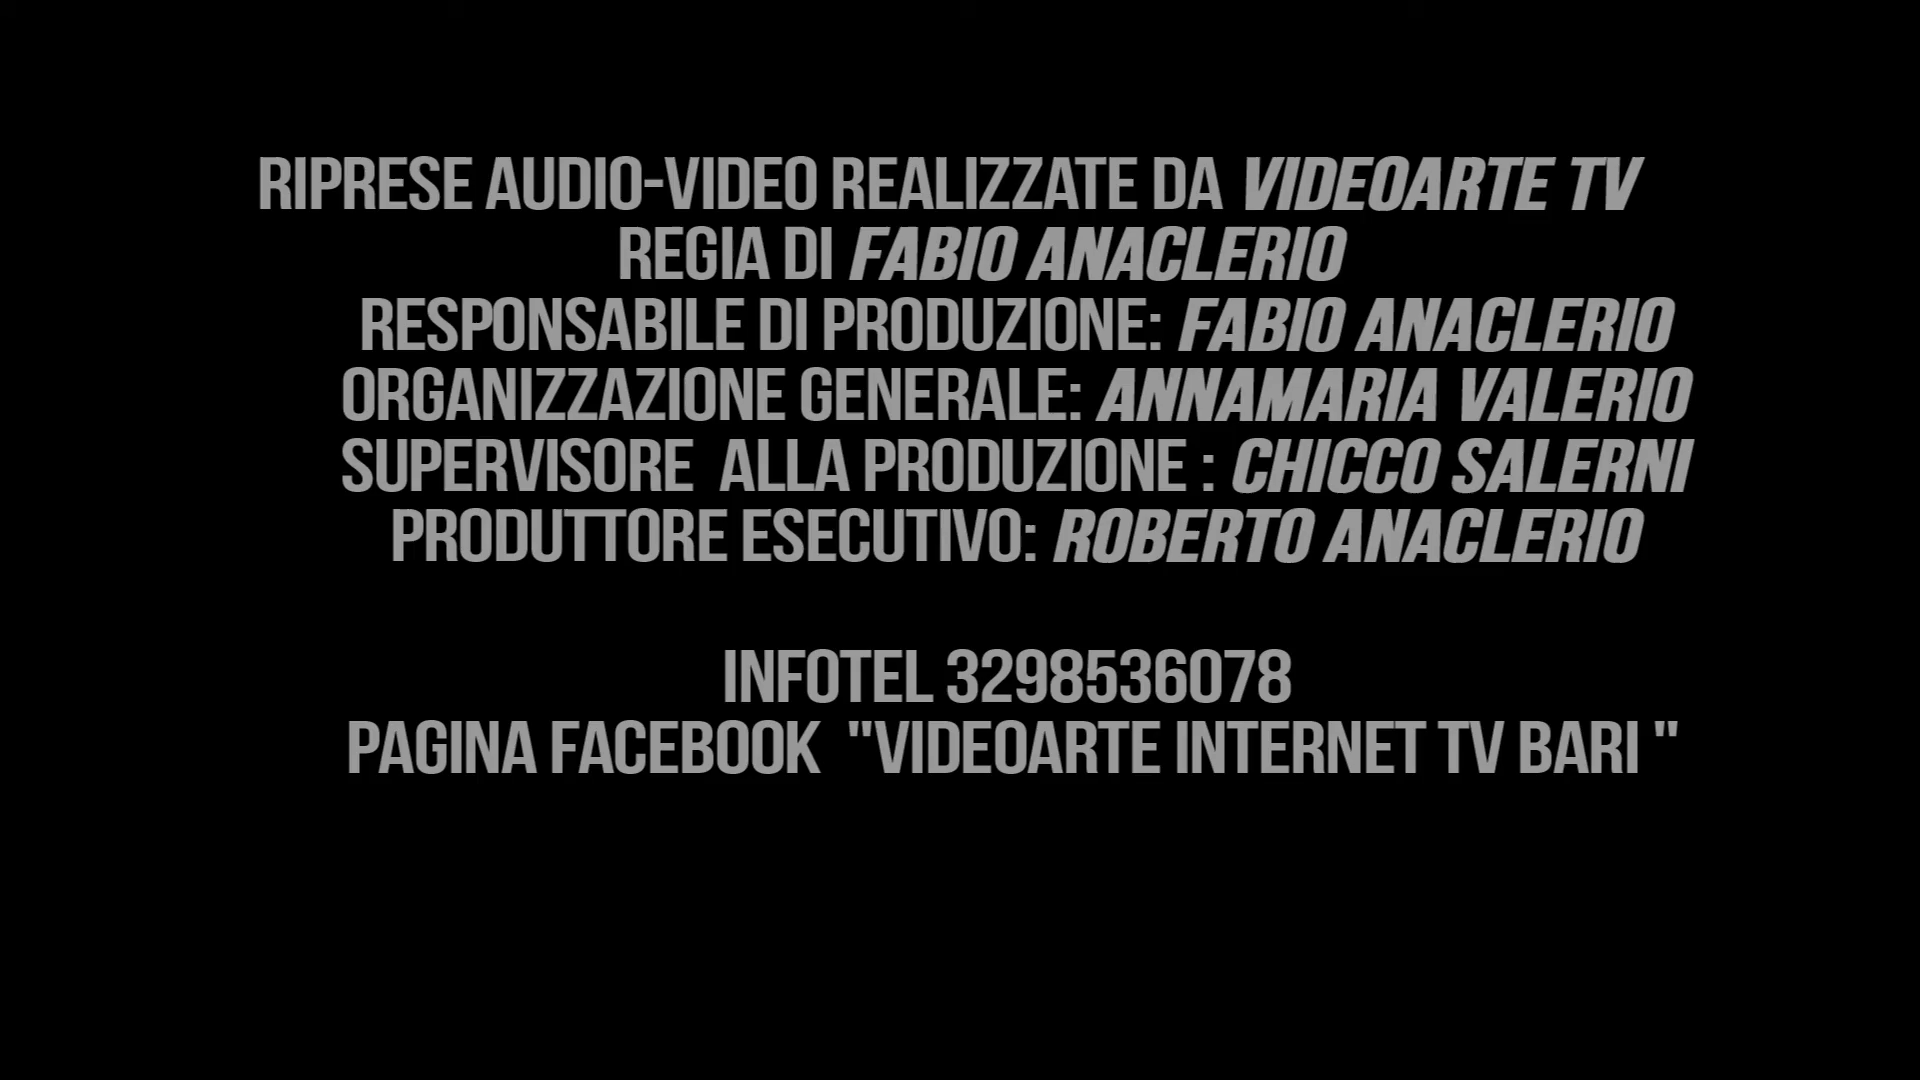 RIPRESE AUDIO-VIDEO REALIZZATE DA VIDEOARTE TV
REGIA DI FABIO ANACLERIO
RESPONSABILE DI PRODUZIONE: FABIO ANACLERIO
ORGANIZZAZIONE GENERALE: ANNAMARIA VALERIO
SUPERVISORE  ALLA PRODUZIONE : CHICCO SALERNI
PRODUTTORE ESECUTIVO: ROBERTO ANACLERIO
INFOTEL 3298536078
PAGINA FACEBOOK  "VIDEOARTE INTERNET TV BARI "